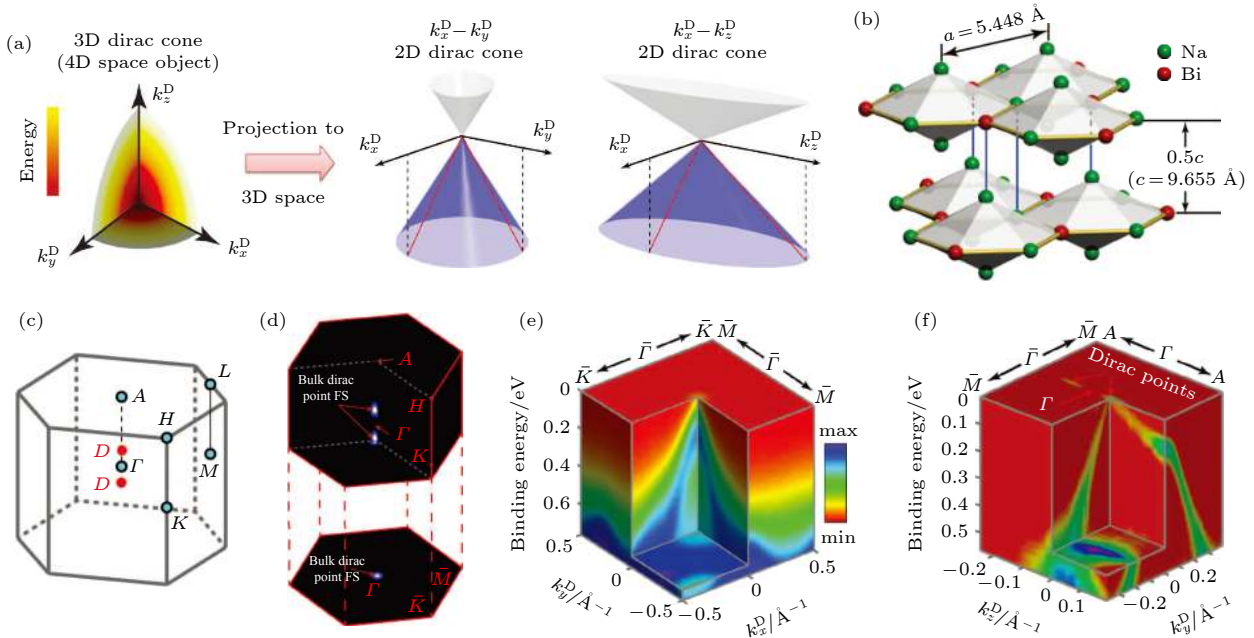 (a)
3D dirac cone
(4D space object)
k_z^D
Energy
k_y^D
k_x^D
Projection to
3D space
k_x^D−k_y^D
2D dirac cone
k_x^D
k_y^D
k_x^D−k_z^D
2D dirac cone
k_x^D
k_z^D
(b)
a=5.448 Å
Na
Bi
0.5c
(c=9.655 Å)
(c)
A
L
H
D
Γ
M
D
K
(d)
A
Bulk dirac
point FS
H
Γ
K
Bulk dirac
point FS
Γ
M̄
K̄
(e)
K̄
Γ̄
K̄ M̄
Γ̄
M̄
Binding energy/eV
0
0.2
0.4
0.6
0.5
0
−0.5
−0.5
0
0.5
k_y^D/Å⁻¹
k_x^D/Å⁻¹
max
min
(f)
M̄
Γ̄
M̄ A
Γ
A
Dirac points
Γ
Binding energy/eV
0
0.1
0.2
0.3
0.4
0.5
−0.2
−0.1
0
0.1
−0.2
0
0.2
k_z^D/Å⁻¹
k_y^D/Å⁻¹